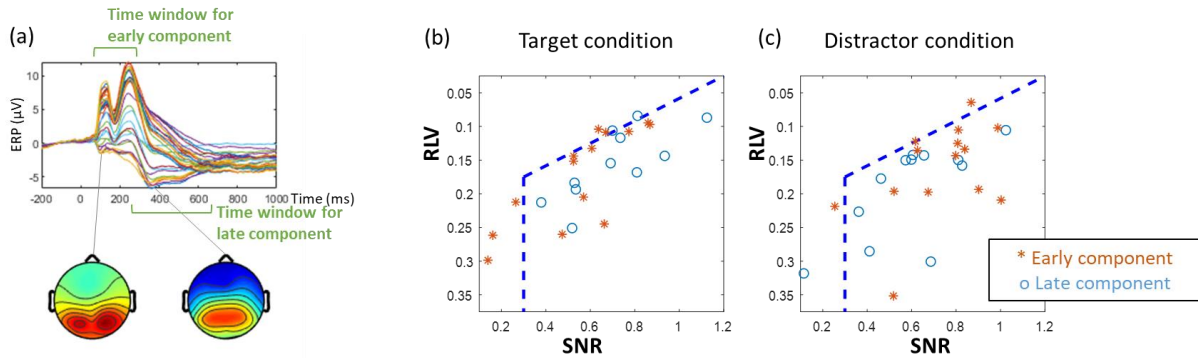 (a)
Time window for
early component
ERP (μV)
10
5
0
-5
-200 0 200 400 600 800 1000 Time (ms)
Time window for
late component
(b) Target condition
RLV
0.05
0.1
0.15
0.2
0.25
0.3
0.35
0.2 0.4 0.6 0.8 1 1.2
SNR
(c) Distractor condition
RLV
0.05
0.1
0.15
0.2
0.25
0.3
0.35
0.2 0.4 0.6 0.8 1 1.2
SNR
* Early component
o Late component